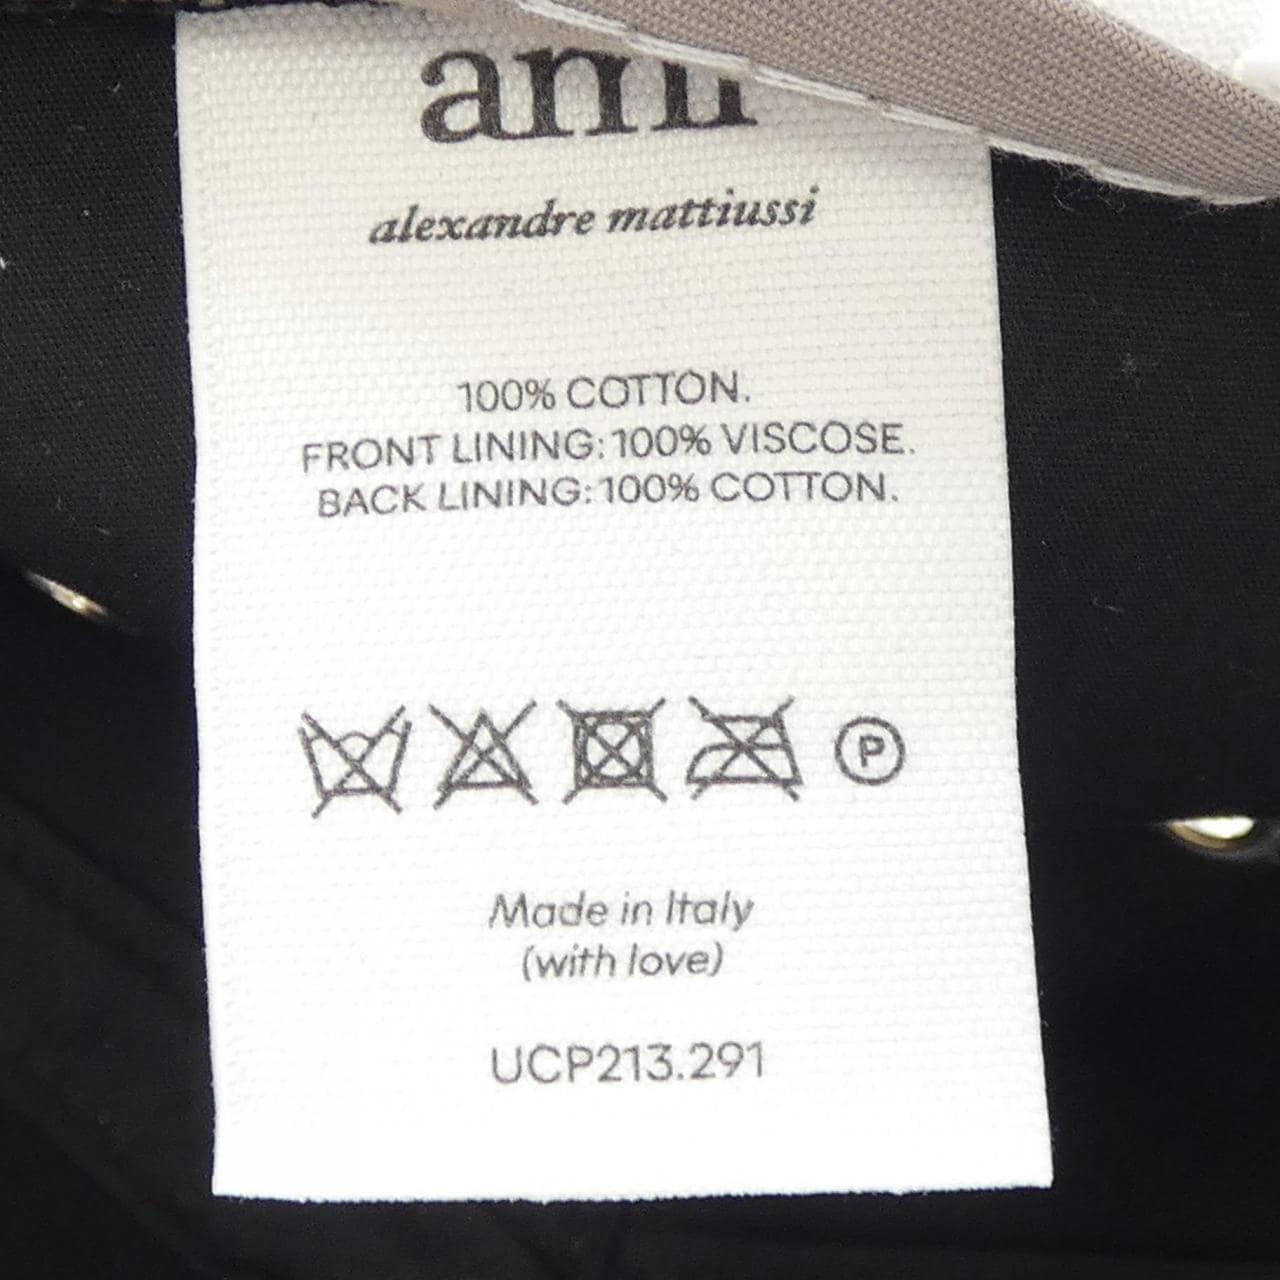 ami
alexandre mattiussi
100% COTTON.
FRONT LINING: 100% VISCOSE.
BACK LINING: 100% COTTON.
P
Made in Italy
(with love)
UCP213.291